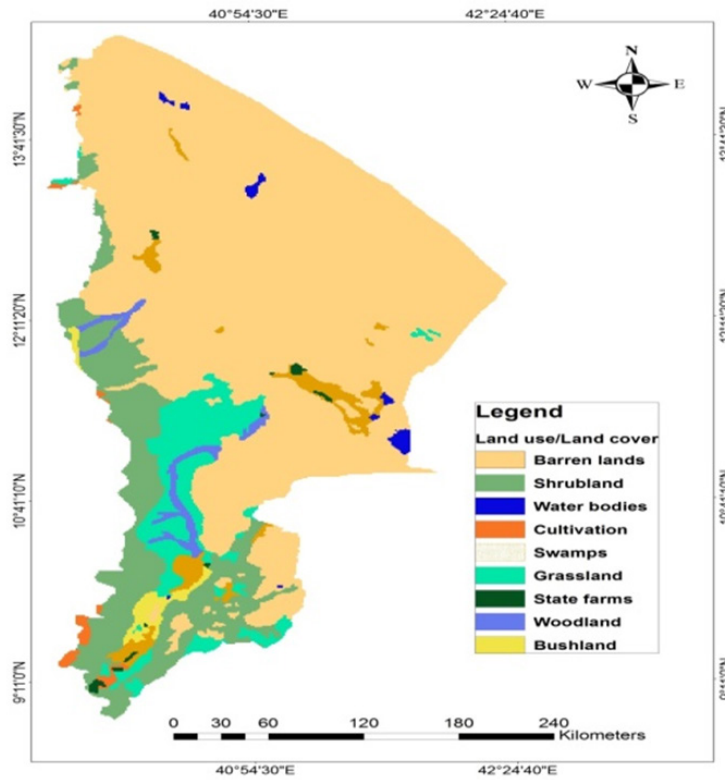 40°54'30"E 42°24'40"E
N
W E
S
13°41'30"N
12°11'20"N
10°41'10"N
9°11'0"N
Legend
Land use/Land cover
Barren lands
Shrubland
Water bodies
Cultivation
Swamps
Grassland
State farms
Woodland
Bushland
0 30 60 120 180 240
Kilometers
40°54'30"E 42°24'40"E